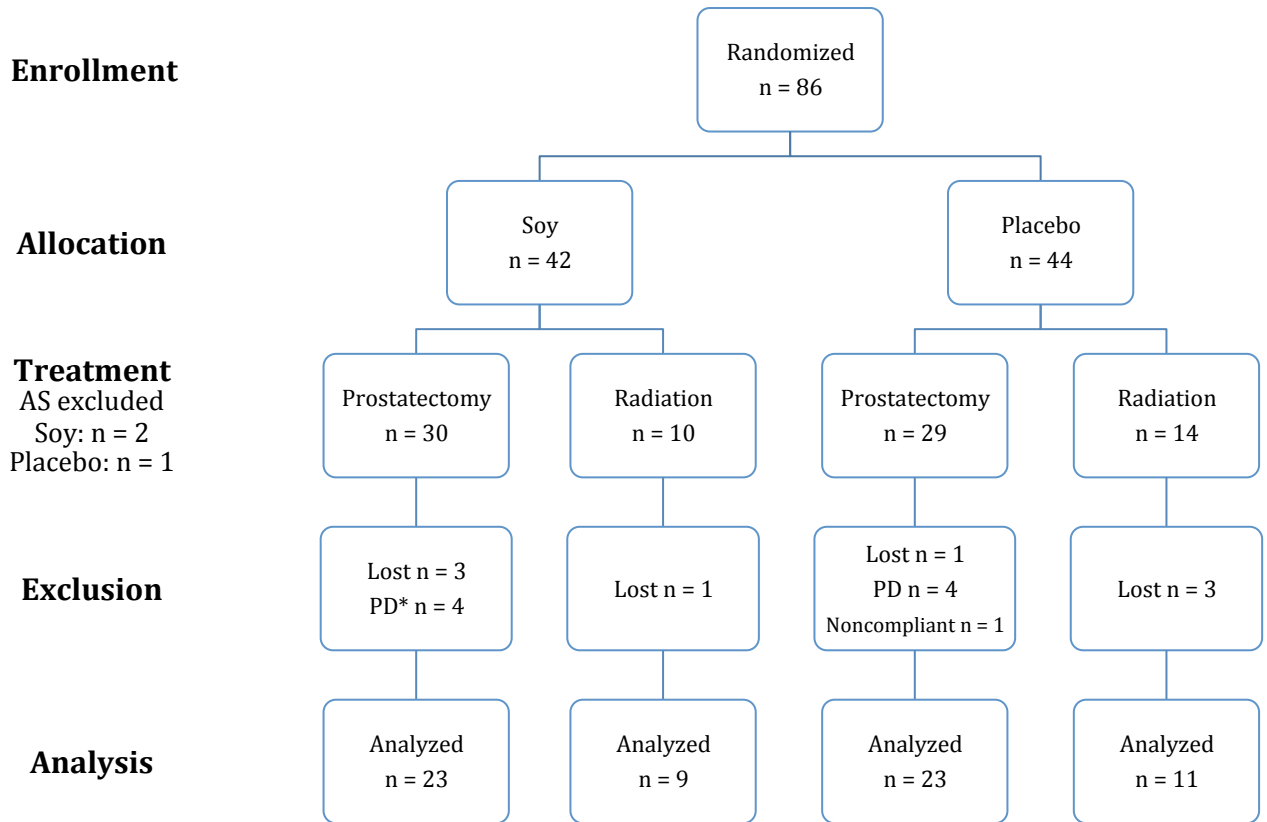 Enrollment
Randomized
n = 86
Allocation
Soy
n = 42
Placebo
n = 44
Treatment
AS excluded
Soy: n = 2
Placebo: n = 1
Prostatectomy
n = 30
Radiation
n = 10
Prostatectomy
n = 29
Radiation
n = 14
Exclusion
Lost n = 3
PD* n = 4
Lost n = 1
Lost n = 1
PD n = 4
Noncompliant n = 1
Lost n = 3
Analysis
Analyzed
n = 23
Analyzed
n = 9
Analyzed
n = 23
Analyzed
n = 11